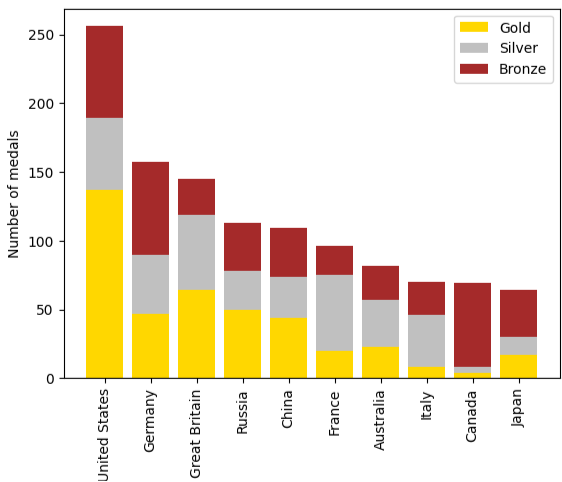 Gold
Silver
Bronze
250
200
150
100
50
0
Number of medals
United States
Germany
Great Britain
Russia
China
France
Australia
Italy
Canada
Japan